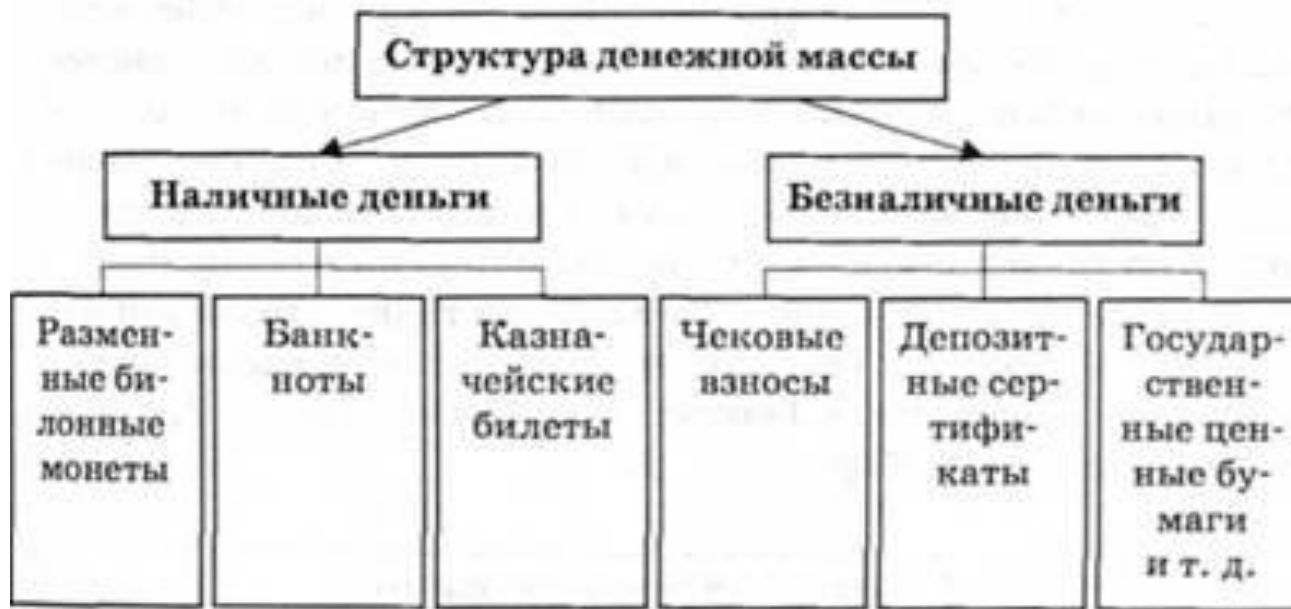 Структура денежной массы
Наличные деньги
Безналичные деньги
Размен-
ные би-
лонные
монеты
Банк-
ноты
Казна-
чейские
билеты
Чековые
взносы
Депозит-
ные сер-
тифи-
каты
Государ-
ствен-
ные цен-
ные бу-
маги
и т. д.